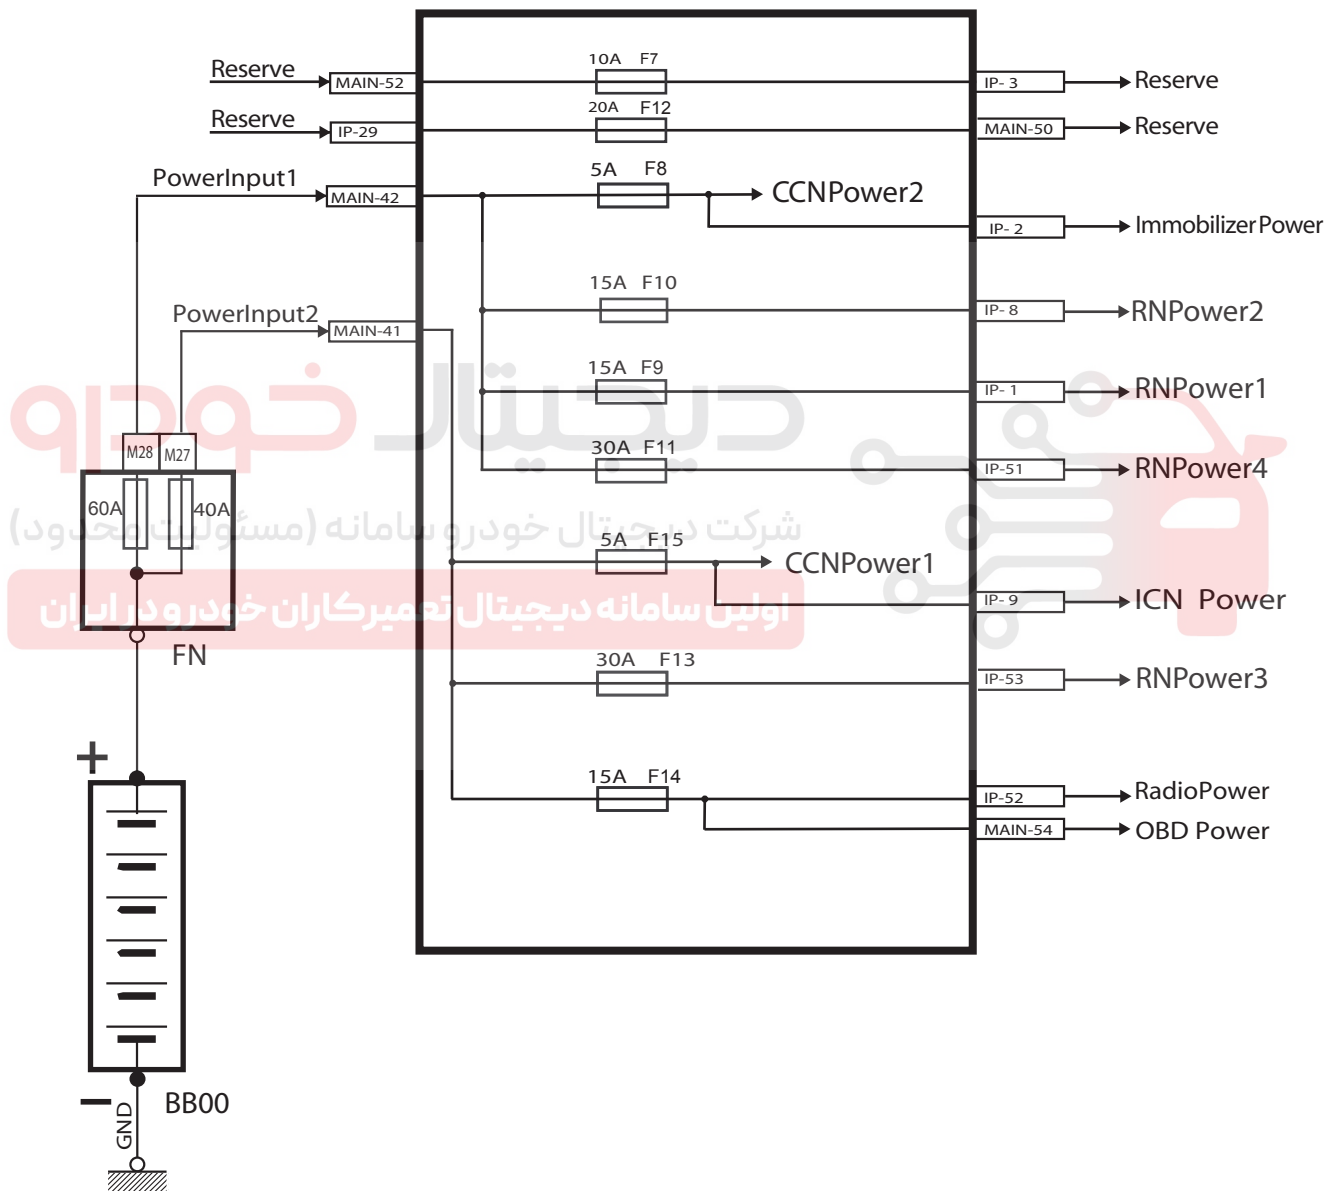 Reserve MAIN-52 10A F7 IP- 3 Reserve
Reserve IP-29 20A F12 MAIN-50 Reserve
PowerInput1 MAIN-42 5A F8 CCNPower2
IP- 2 ImmobilizerPower
15A F10 IP- 8 RNPower2
PowerInput2 MAIN-41
15A F9 IP- 1 RNPower1
دیجیتال خودرو
M28 M27 30A F11 IP-51 RNPower4
60A 40A
شرکت دیجیتال خودرو سامانه (مسئولیت محدود)
5A F15 CCNPower1
IP- 9 ICN Power
اولین سامانه دیجیتال تعمیرکاران خودرو در ایران
FN
30A F13 IP-53 RNPower3
+
15A F14 IP-52 RadioPower
MAIN-54 OBD Power
BB00
GND